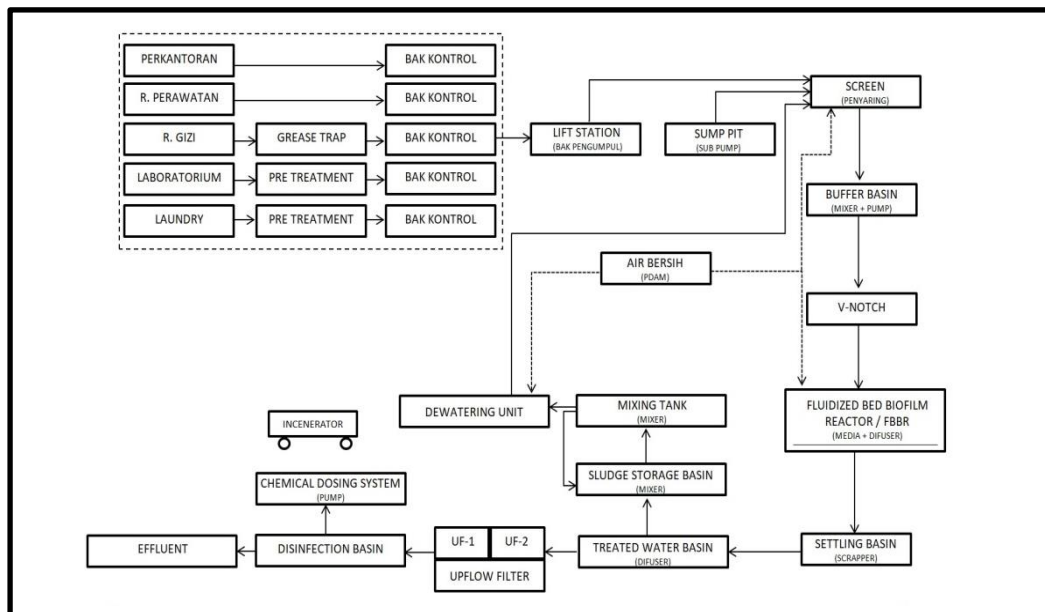 PERKANTORAN
BAK KONTROL
R. PERAWATAN
BAK KONTROL
R. GIZI
GREASE TRAP
BAK KONTROL
LABORATORIUM
PRE TREATMENT
BAK KONTROL
LAUNDRY
PRE TREATMENT
BAK KONTROL
LIFT STATION
(BAK PENGUMPUL)
SUMP PIT
(SUB PUMP)
SCREEN
(PENYARING)
BUFFER BASIN
(MIXER + PUMP)
AIR BERSIH
(PDAM)
V-NOTCH
FLUIDIZED BED BIOFILM
REACTOR / FBBR
(MEDIA + DIFUSER)
DEWATERING UNIT
MIXING TANK
(MIXER)
INCENERATOR
SLUDGE STORAGE BASIN
(MIXER)
CHEMICAL DOSING SYSTEM
(PUMP)
EFFLUENT
DISINFECTION BASIN
UF-1
UF-2
UPFLOW FILTER
TREATED WATER BASIN
(DIFUSER)
SETTLING BASIN
(SCRAPPER)